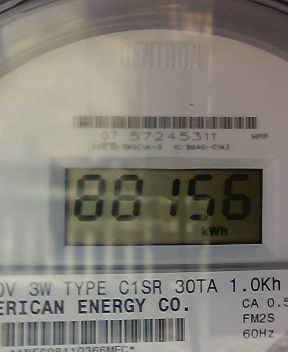 CENTRON
07 57245311 HPP
88156
kWh
0V 3W TYPE C1SR 30TA 1.0Kh
ERICAN ENERGY CO.
CA 0.5
FM2S
60Hz